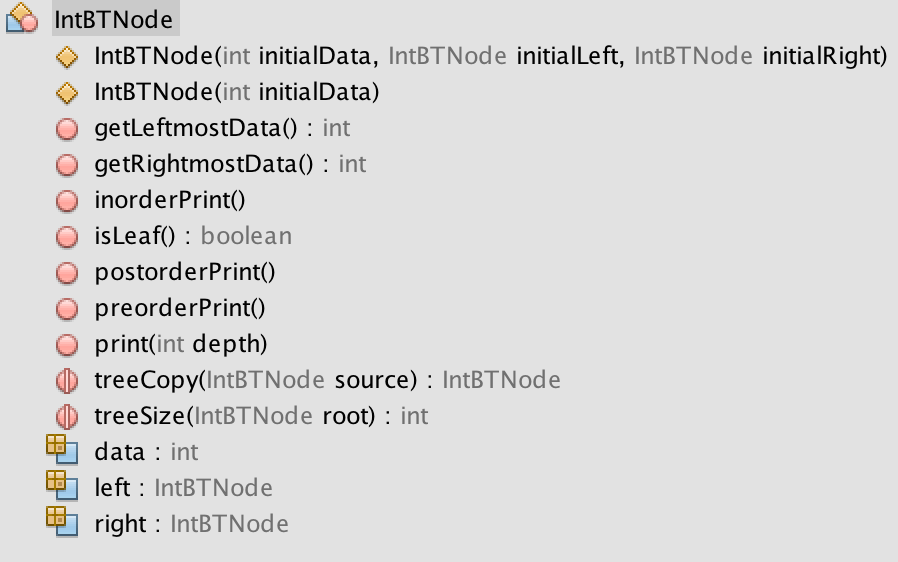 IntBTNode
IntBTNode(int initialData, IntBTNode initialLeft, IntBTNode initialRight)
IntBTNode(int initialData)
getLeftmostData() : int
getRightmostData() : int
inorderPrint()
isLeaf() : boolean
postorderPrint()
preorderPrint()
print(int depth)
treeCopy(IntBTNode source) : IntBTNode
treeSize(IntBTNode root) : int
data : int
left : IntBTNode
right : IntBTNode